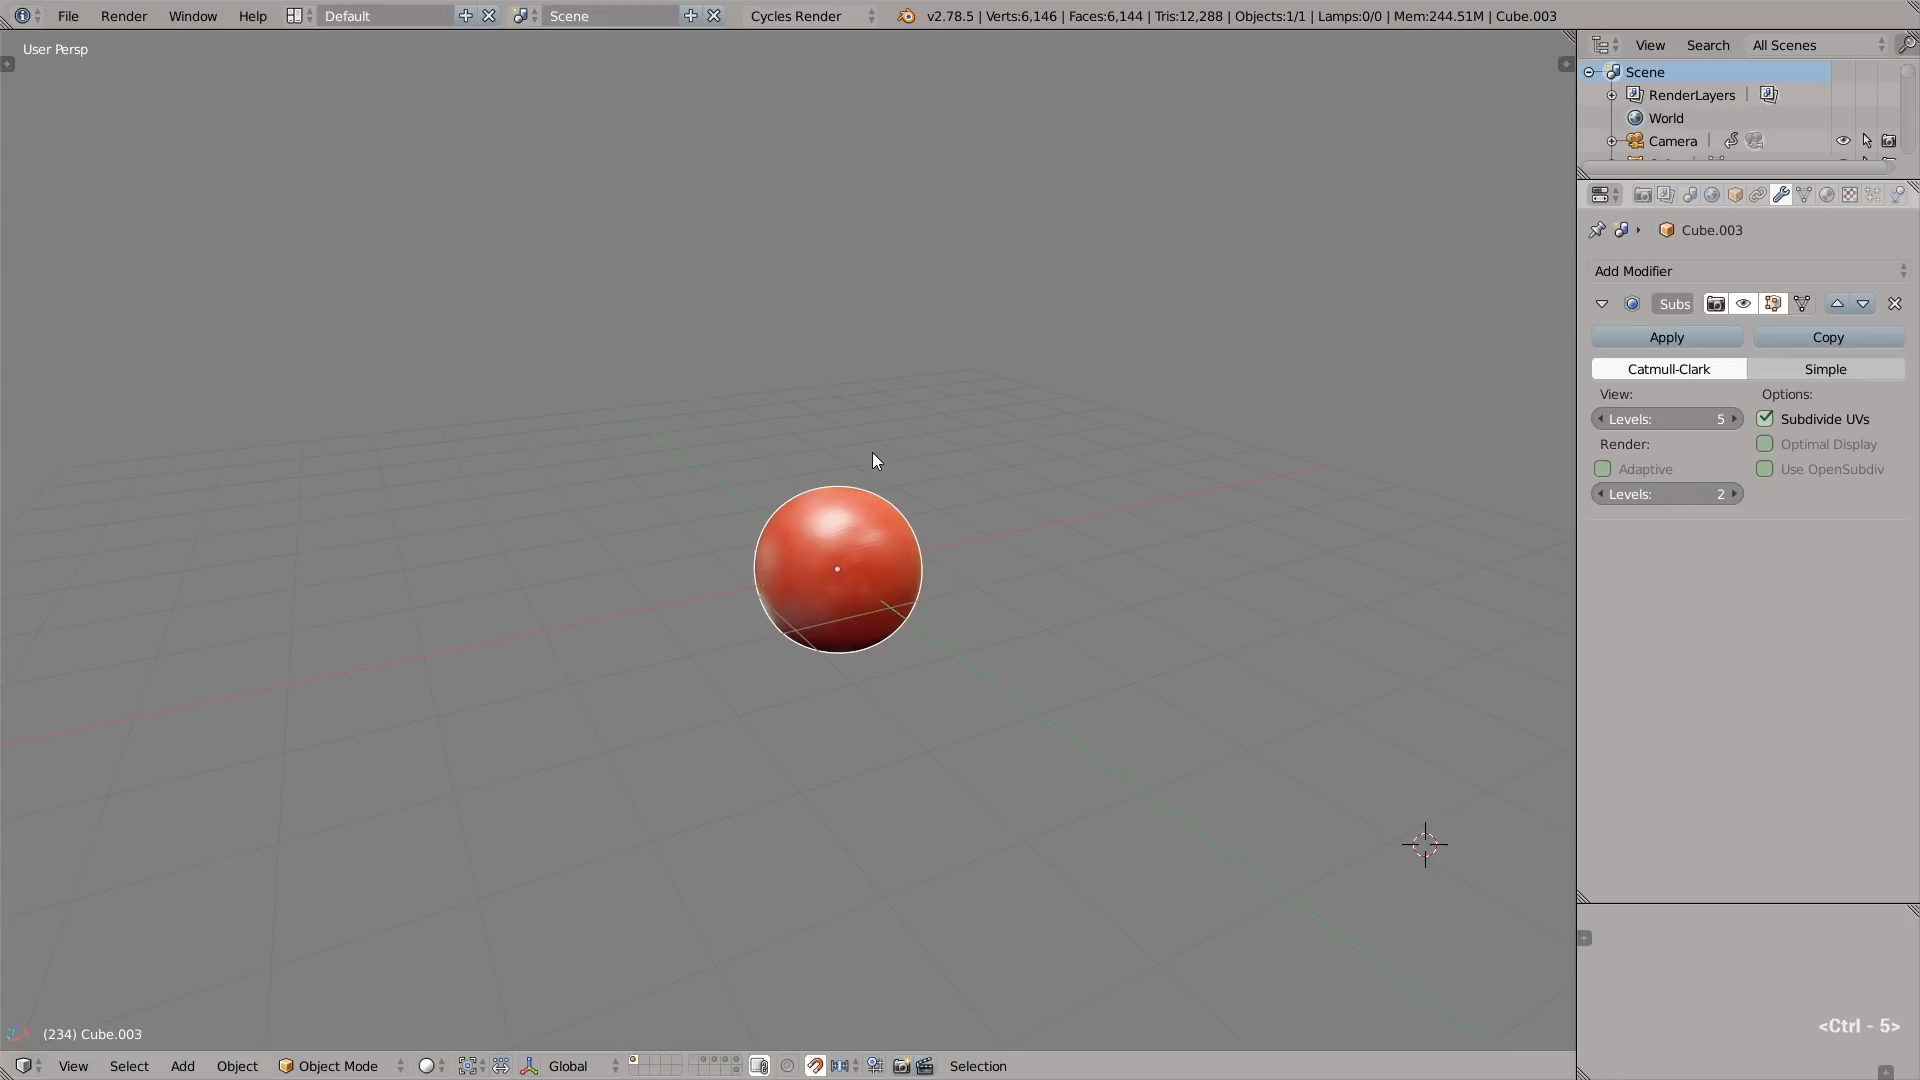 File Render Window Help Default Scene Cycles Render v2.78.5 | Verts:6,146 | Faces:6,144 | Tris:12,288 | Objects:1/1 | Lamps:0/0 | Mem:244.51M | Cube.003
User Persp
View Search All Scenes
Scene
RenderLayers
World
Camera
Cube.003
Add Modifier
Subs
Apply Copy
Catmull-Clark Simple
View: Options:
Levels: 5 Subdivide UVs
Render: Optimal Display
Adaptive Use OpenSubdiv
Levels: 2
<Ctrl - 5>
(234) Cube.003
View Select Add Object Object Mode Global Selection